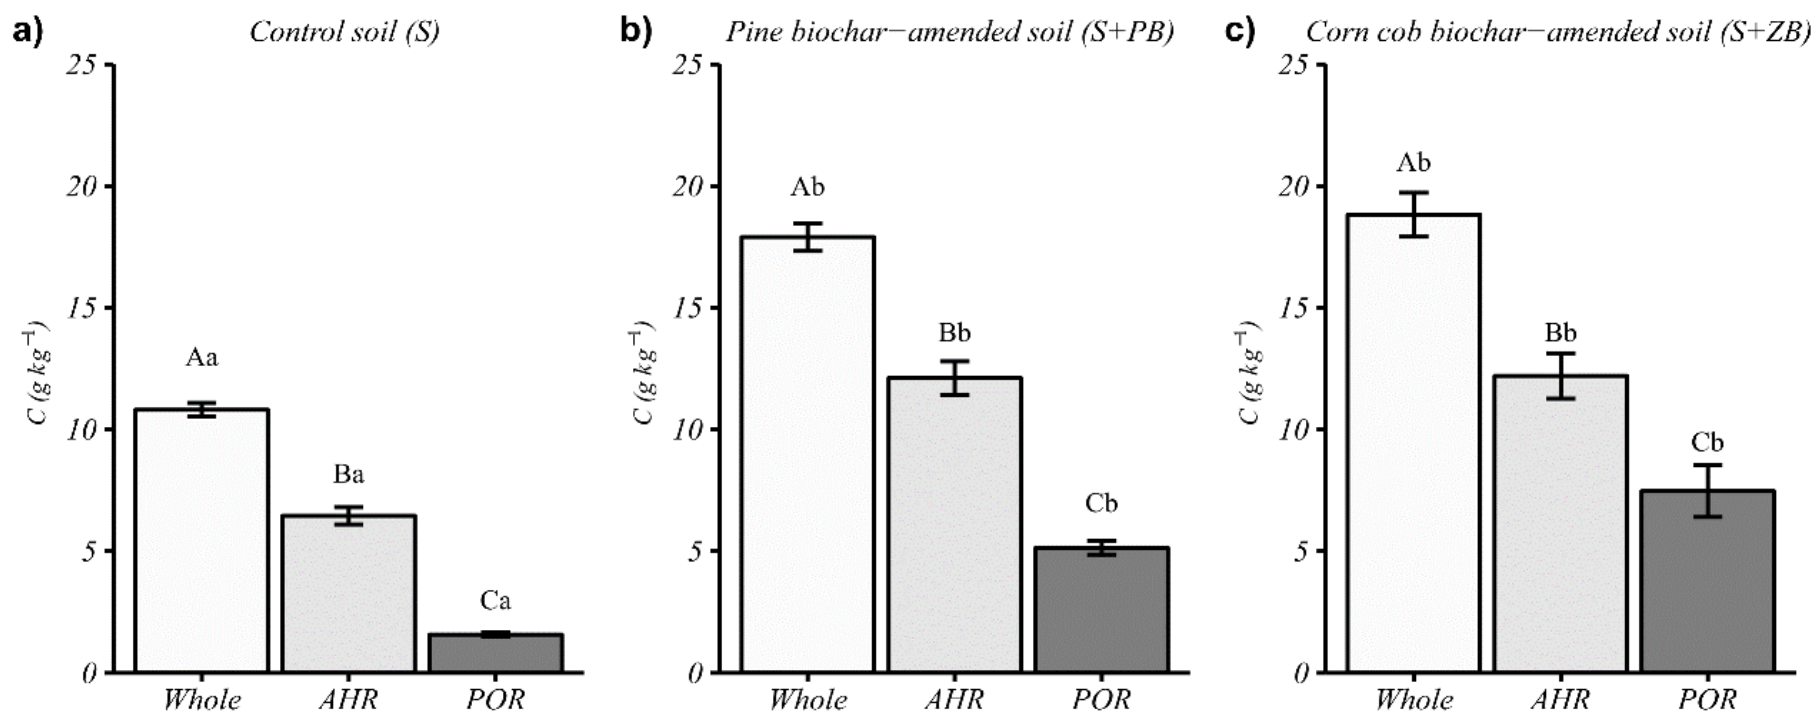 a) Control soil (S)
25
20
15
10
5
0
C (g kg⁻¹)
Aa
Ba
Ca
Whole AHR POR
b) Pine biochar−amended soil (S+PB)
25
20
15
10
5
0
C (g kg⁻¹)
Ab
Bb
Cb
Whole AHR POR
c) Corn cob biochar−amended soil (S+ZB)
25
20
15
10
5
0
C (g kg⁻¹)
Ab
Bb
Cb
Whole AHR POR